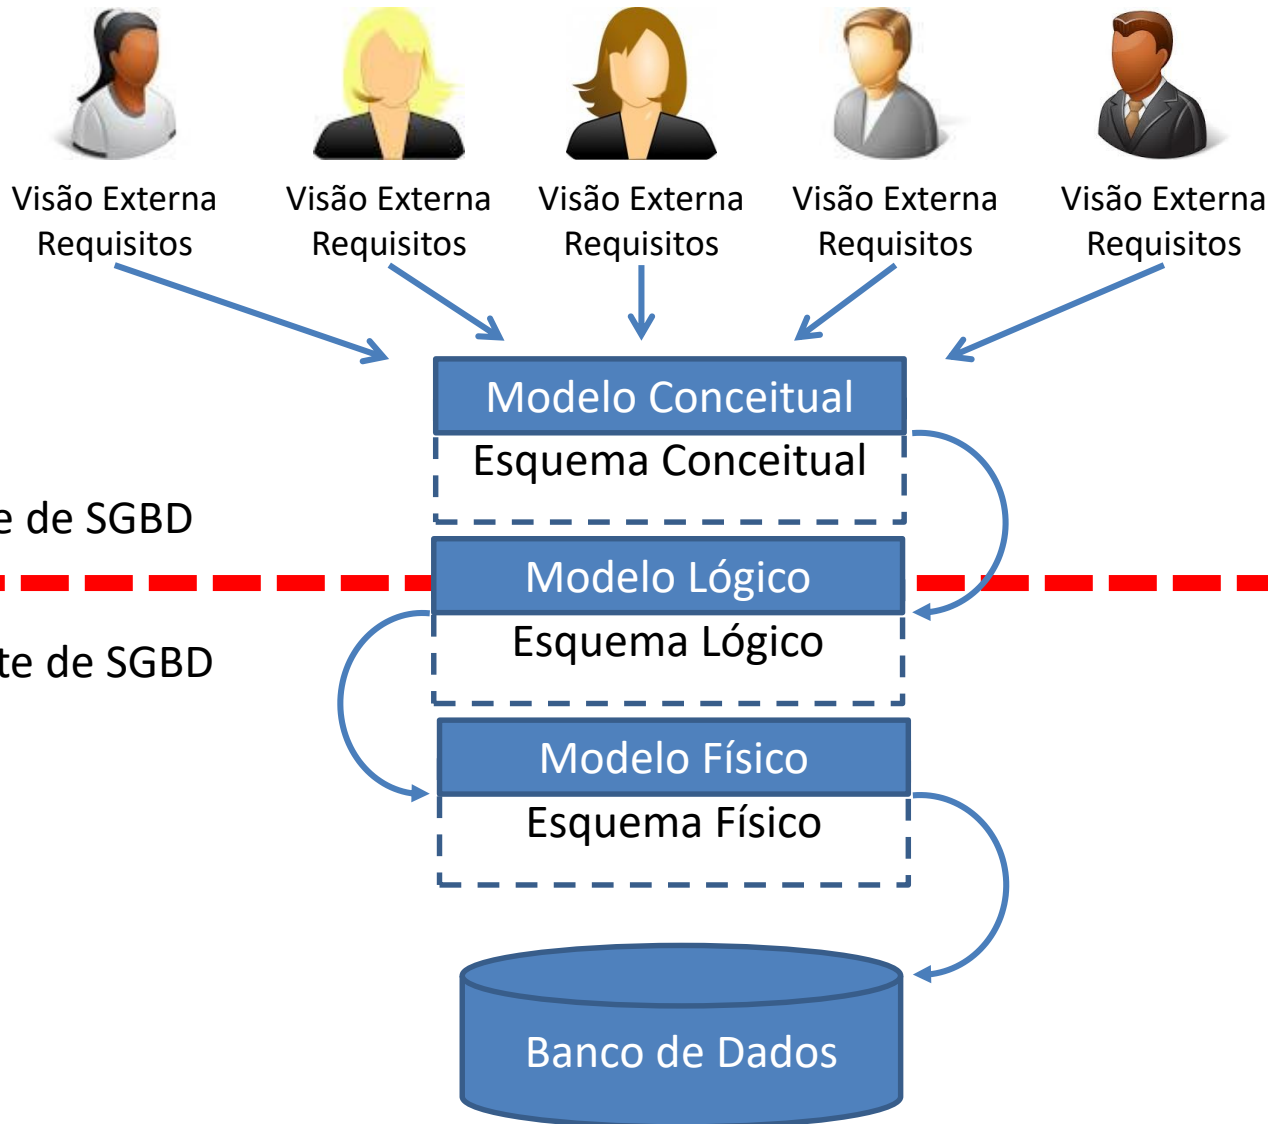 Visão Externa
Requisitos
Visão Externa
Requisitos
Visão Externa
Requisitos
Visão Externa
Requisitos
Visão Externa
Requisitos
Modelo Conceitual
Esquema Conceitual
e de SGBD
Modelo Lógico
Esquema Lógico
te de SGBD
Modelo Físico
Esquema Físico
Banco de Dados